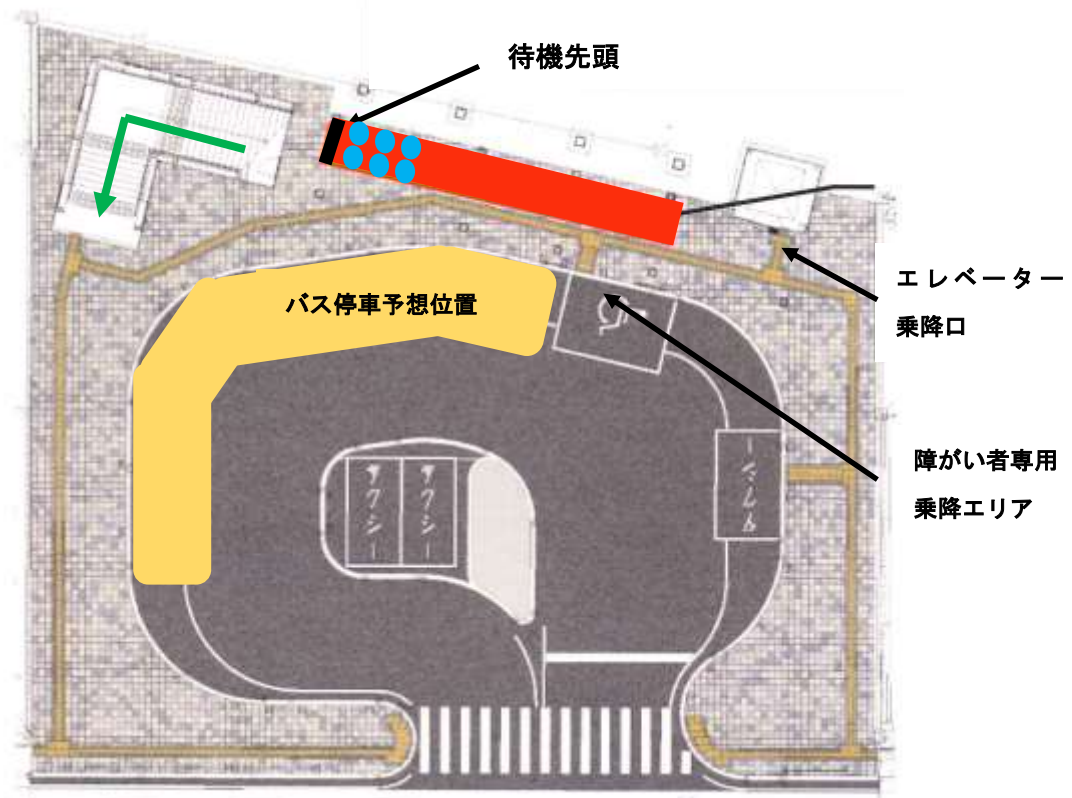 待機先頭
エレベーター
乗降口
バス停車予想位置
障がい者専用
乗降エリア
タクシー
タクシー